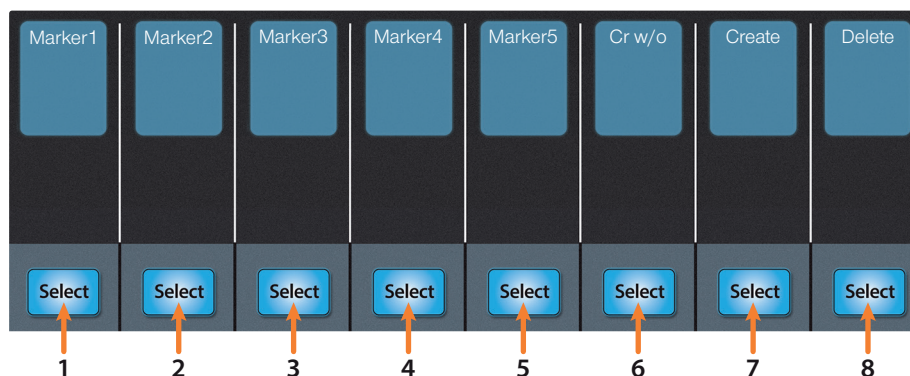 Marker1 Marker2 Marker3 Marker4 Marker5 Cr w/o Create Delete
Select Select Select Select Select Select Select Select
1 2 3 4 5 6 7 8